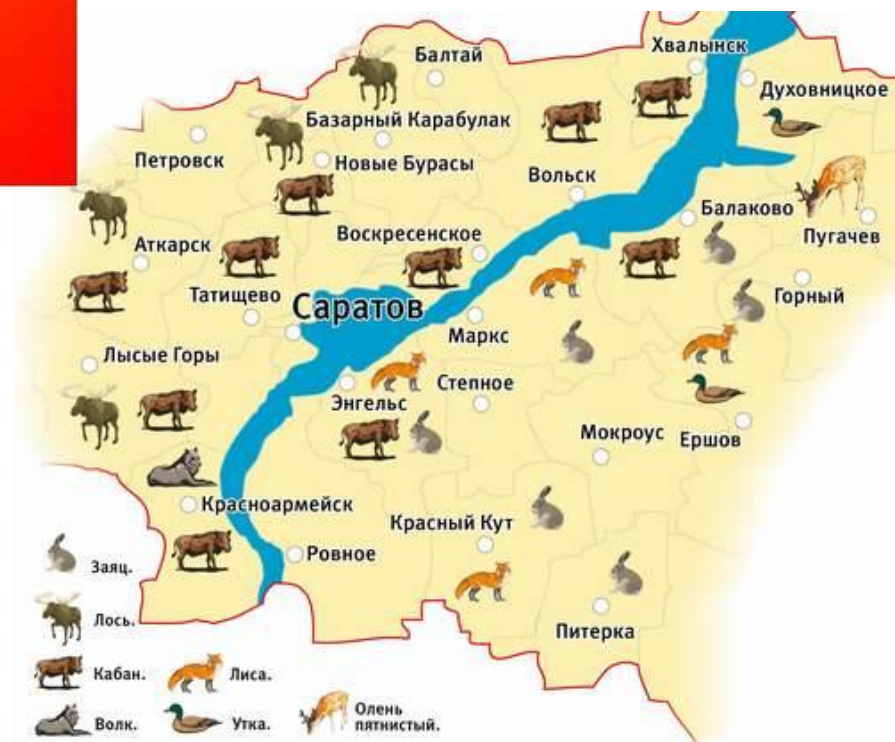 Балтай
Хвалынск
Духовницкое
Базарный Карабулак
Петровск
Новые Бурасы
Вольск
Балаково
Пугачев
Воскресенское
Аткарск
Татищево
Саратов
Горный
Маркс
Лысые Горы
Степное
Энгельс
Мокроус
Ершов
Красноармейск
Красный Кут
Ровное
Питерка
Заяц.
Лось.
Кабан.
Лиса.
Волк.
Утка.
Олень
пятнистый.